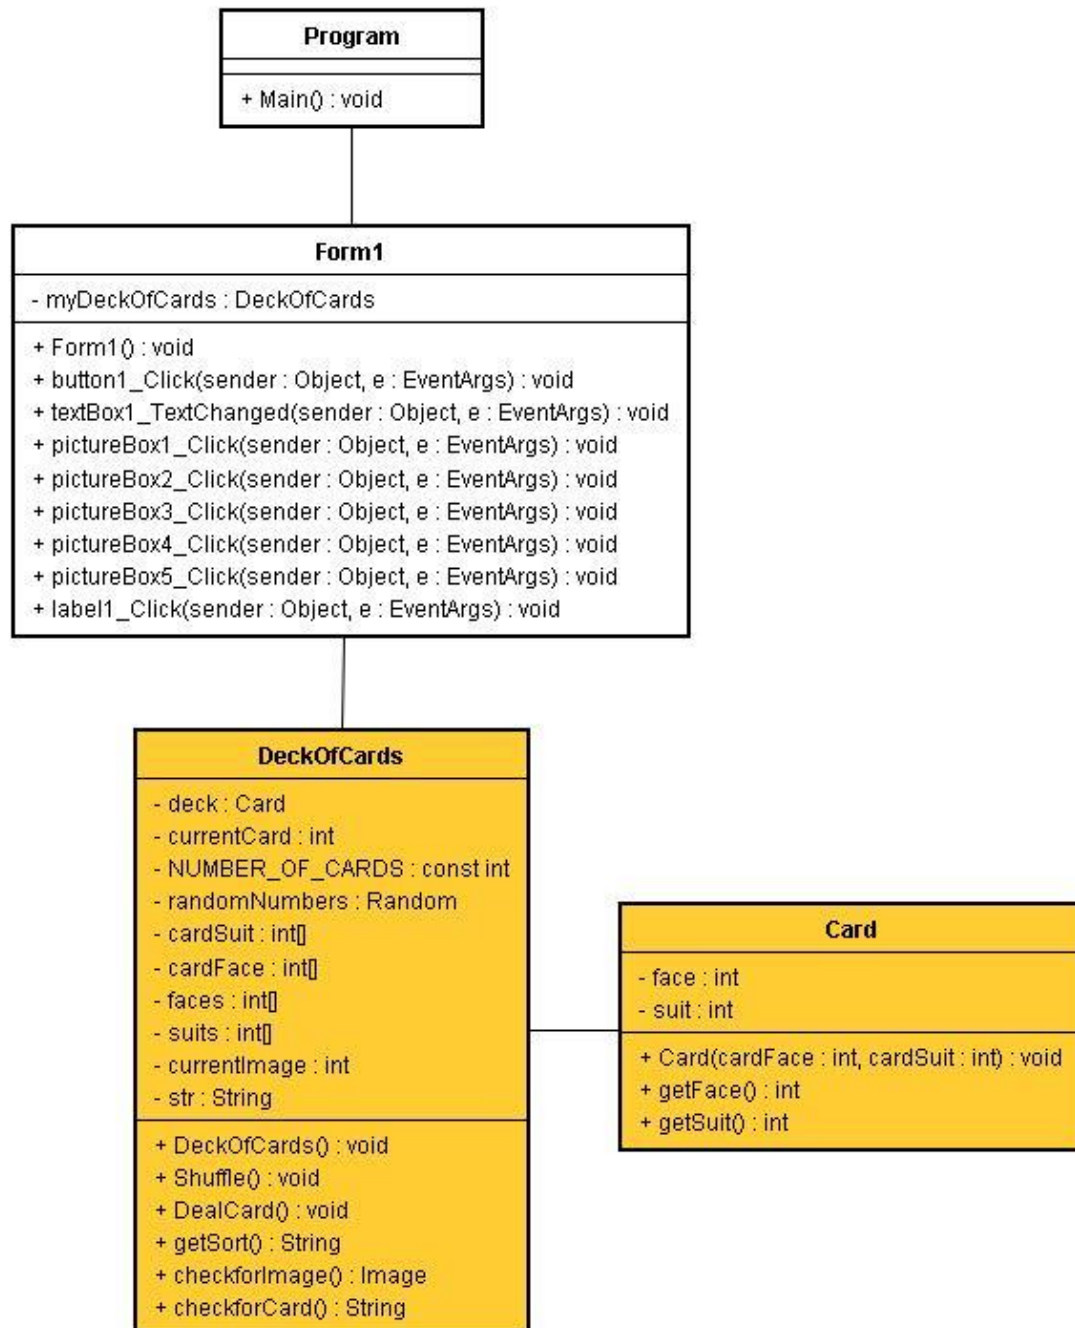 Program
+ Main() : void
Form1
- myDeckOfCards : DeckOfCards
+ Form1() : void
+ button1_Click(sender : Object, e : EventArgs) : void
+ textBox1_TextChanged(sender : Object, e : EventArgs) : void
+ pictureBox1_Click(sender : Object, e : EventArgs) : void
+ pictureBox2_Click(sender : Object, e : EventArgs) : void
+ pictureBox3_Click(sender : Object, e : EventArgs) : void
+ pictureBox4_Click(sender : Object, e : EventArgs) : void
+ pictureBox5_Click(sender : Object, e : EventArgs) : void
+ label1_Click(sender : Object, e : EventArgs) : void
DeckOfCards
- deck : Card
- currentCard : int
- NUMBER_OF_CARDS : const int
- randomNumbers : Random
- cardSuit : int[]
- cardFace : int[]
- faces : int[]
- suits : int[]
- currentImage : int
- str : String
+ DeckOfCards() : void
+ Shuffle() : void
+ DealCard() : void
+ getSort() : String
+ checkforImage() : Image
+ checkforCard() : String
Card
- face : int
- suit : int
+ Card(cardFace : int, cardSuit : int) : void
+ getFace() : int
+ getSuit() : int